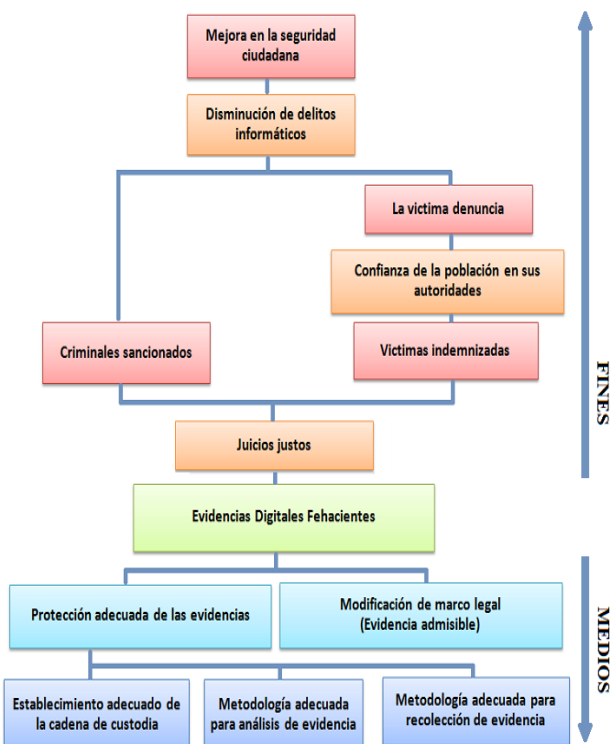 Mejora en la seguridad
ciudadana
Disminución de delitos
informáticos
La victima denuncia
Confianza de la población en sus
autoridades
Criminales sancionados
Victimas indemnizadas
Juicios justos
FINES
Evidencias Digitales Fehacientes
Protección adecuada de las evidencias
Modificación de marco legal
(Evidencia admisible)
Establecimiento adecuado de
la cadena de custodia
Metodología adecuada
para análisis de evidencia
Metodología adecuada para
recolección de evidencia
MEDIOS